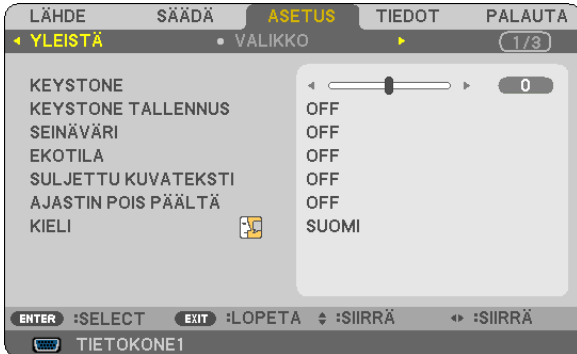 LÄHDE SÄÄDÄ ASETUS TIEDOT PALAUTA
YLEISTÄ VALIKKO 1/3
KEYSTONE 0
KEYSTONE TALLENNUS OFF
SEINÄVÄRI OFF
EKOTILA OFF
SULJETTU KUVATEKSTI OFF
AJASTIN POIS PÄÄLTÄ OFF
KIELI SUOMI
ENTER :SELECT EXIT :LOPETA :SIIRRÄ :SIIRRÄ
TIETOKONE1